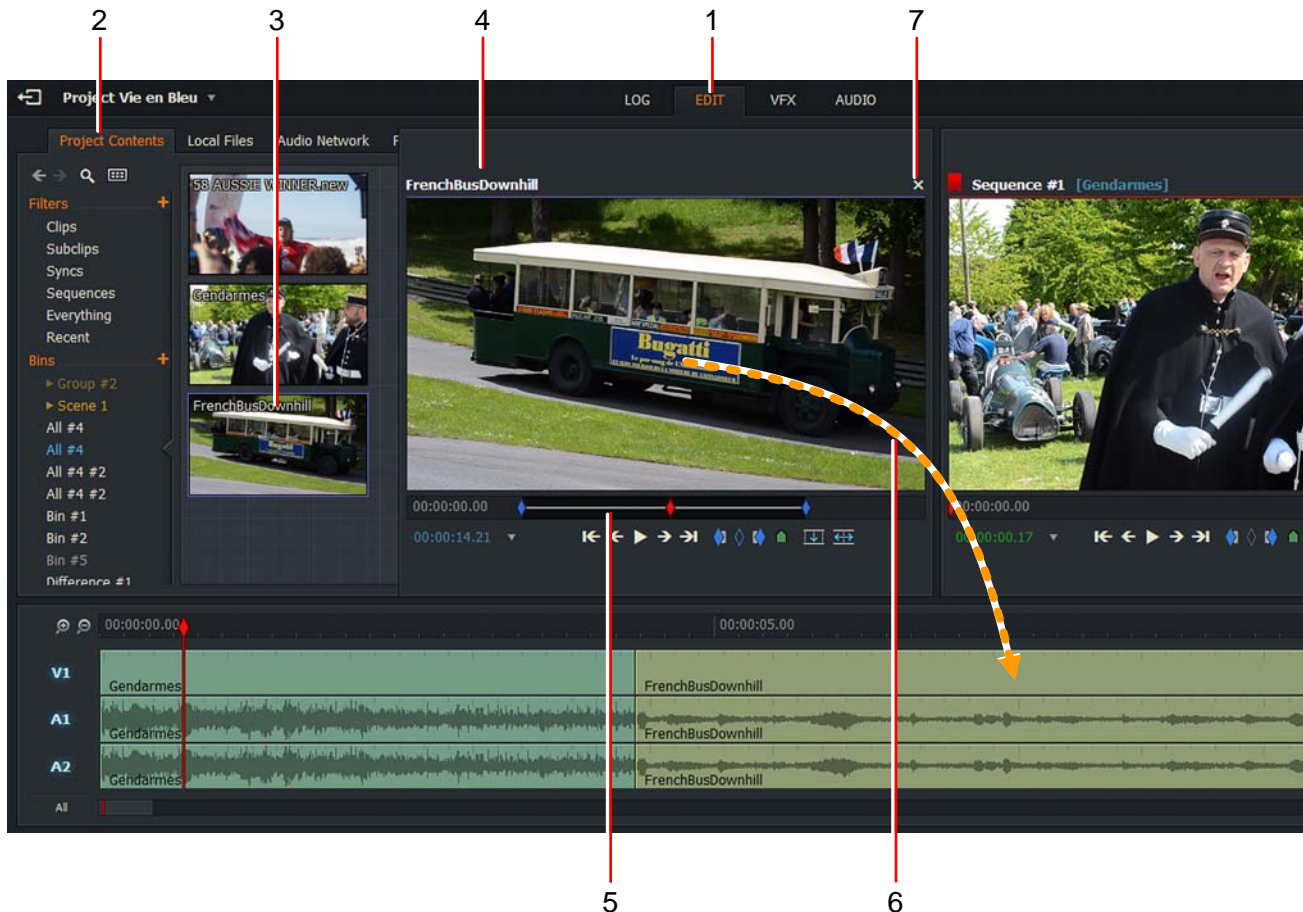 2 3 4 1 7
Project Vie en Bleu
LOG EDIT VFX AUDIO
Project Contents Local Files Audio Network
Filters +
Clips
Subclips
Syncs
Sequences
Everything
Recent
Bins +
Group #2
Scene 1
All #4
All #4
All #4 #2
All #4 #2
Bin #1
Bin #2
Bin #5
Difference #1
58 AUSSIE WINNER.new
Gendarmes
FrenchBusDownhill
FrenchBusDownhill ×
Bugatti
00:00:00.00
00:00:14.21
Sequence #1 [Gendarmes]
00:00:00.00
00:00:00.17
00:00:00.00 00:00:05.00
V1 Gendarmes FrenchBusDownhill
A1 Gendarmes FrenchBusDownhill
A2 Gendarmes FrenchBusDownhill
All
5 6